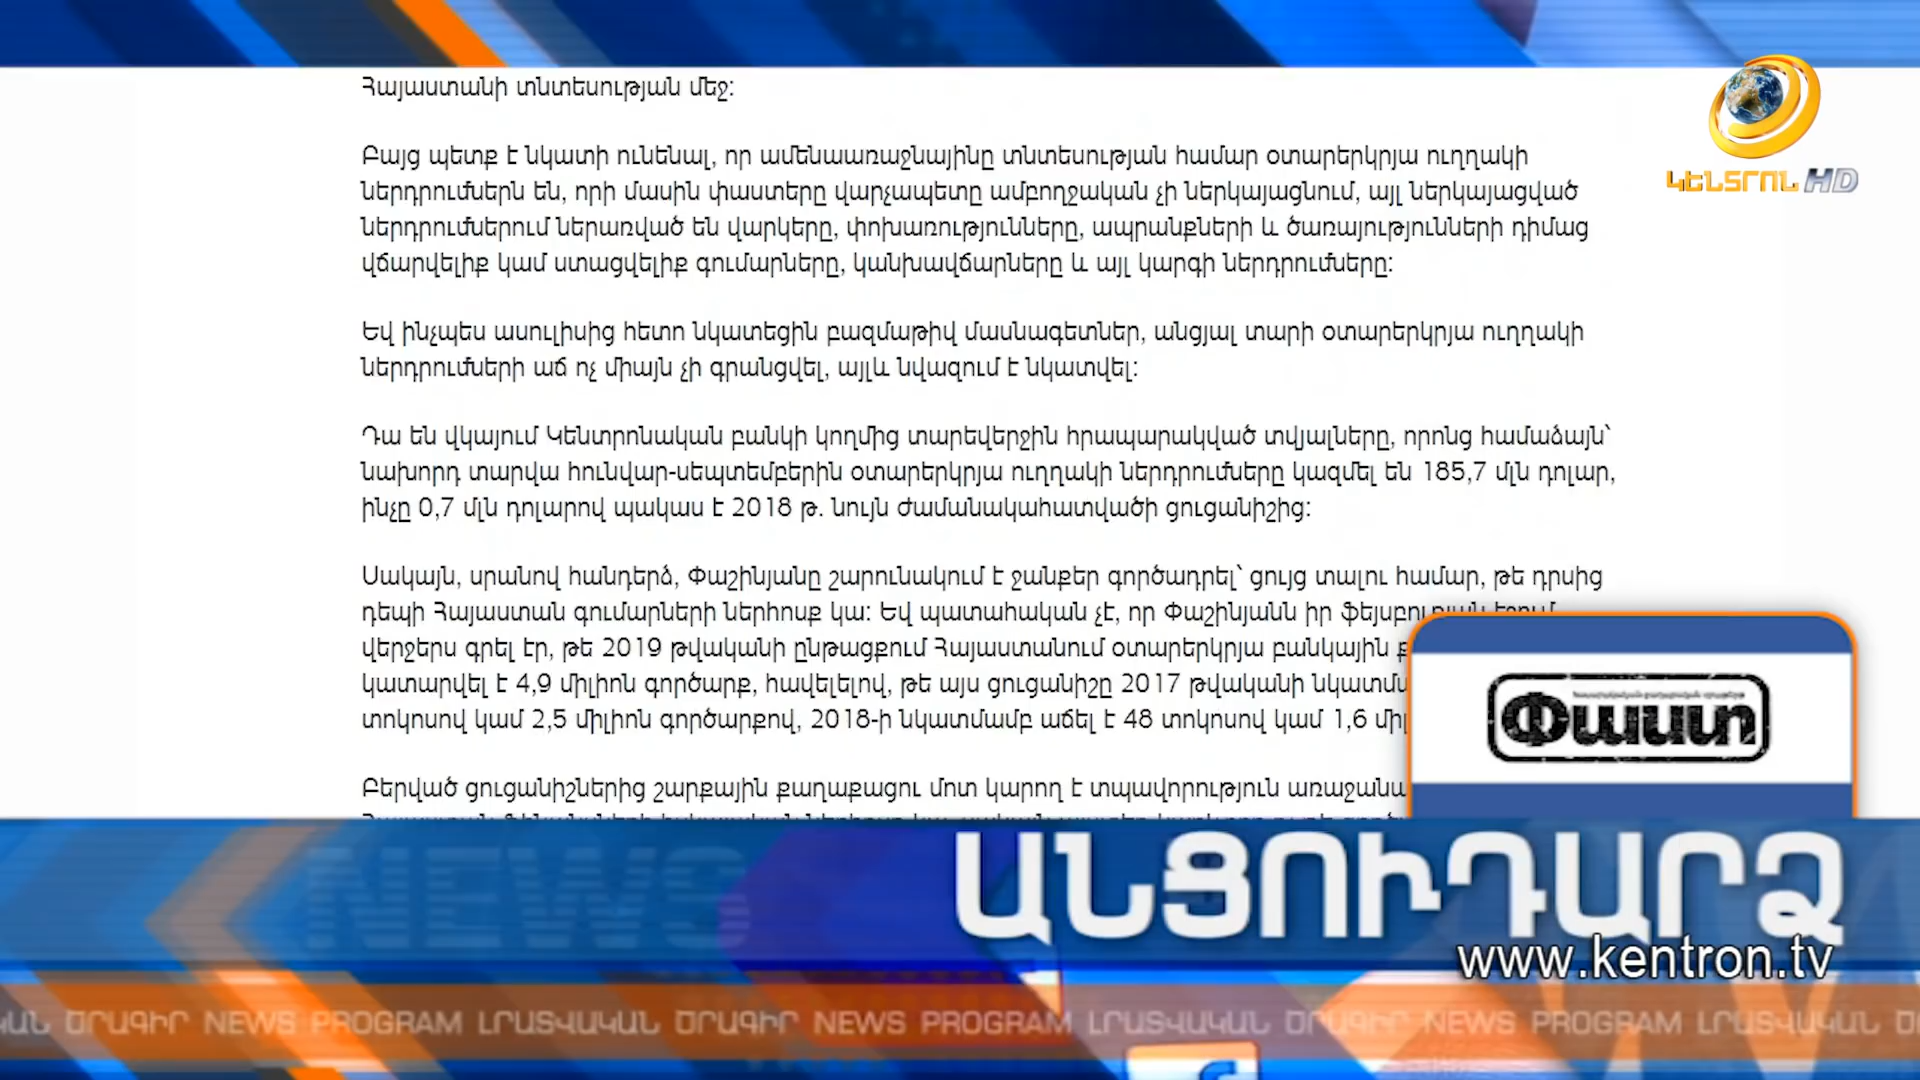 Հայաստանի տնտեսության մեջ:
Բայց պետք է նկատի ունենալ, որ ամենաառաջնայինը տնտեսության համար օտարերկրյա ուղղակի
ներդրումներն են, որի մասին փաստերը վարչապետը ամբողջական չի ներկայացնում, այլ ներկայացված
ներդրումներում ներառված են վարկերը, փոխառությունները, ապրանքների և ծառայությունների դիմաց
վճարվելիք կամ ստացվելիք գումարները, կանխավճարները և այլ կարգի ներդրումները:
Եվ ինչպես ասուլիսից հետո նկատեցին բազմաթիվ մասնագետներ, անցյալ տարի օտարերկրյա ուղղակի
ներդրումների աճ ոչ միայն չի գրանցվել, այլև նվազում է նկատվել:
Դա են վկայում Կենտրոնական բանկի կողմից տարեվերջին հրապարակված տվյալները, որոնց համաձայն՝
նախորդ տարվա հունվար-սեպտեմբերին օտարերկրյա ուղղակի ներդրումները կազմել են 185,7 մլն դոլար,
ինչը 0,7 մլն դոլարով պակաս է 2018 թ. նույն ժամանակահատվածի ցուցանիշից:
Սակայն, սրանով հանդերձ, Փաշինյանը շարունակում է ջանքեր գործադրել՝ ցույց տալու համար, թե դրսից
դեպի Հայաստան գումարների ներհոսք կա: Եվ պատահական չէ, որ Փաշինյանն իր ֆեյսբուքյան էջում
վերջերս գրել էր, թե 2019 թվականի ընթացքում Հայաստանում օտարերկրյա բանկային
կատարվել է 4,9 միլիոն գործարք, հավելելով, թե այս ցուցանիշը 2017 թվականի
տոկոսով կամ 2,5 միլիոն գործարքով, 2018-ի նկատմամբ աճել է 48 տոկոսով կամ 1,6
Բերված ցուցանիշներից շարքային քաղաքացու մոտ կարող է տպավորություն
ԿԵՆՏՐՈՆ HD
Փաստ
NEWS
ԱՆՑՈՒԴԱՐՁ
www.kentron.tv
ԾՐԱԳԻՐ NEWS PROGRAM ԼՐԱՏՎԱԿԱՆ ԾՐԱԳԻՐ NEWS PROGRAM ԼՐԱՏՎԱԿԱՆ ԾՐԱԳԻՐ NEWS PROGRAM ԼՐԱՏՎԱԿԱՆ